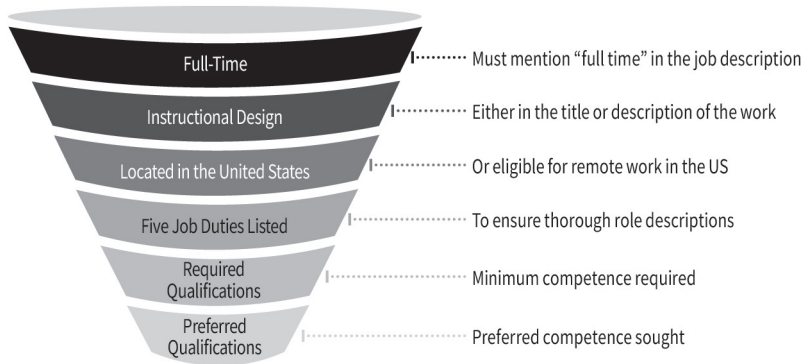 Full-Time
Must mention “full time” in the job description
Instructional Design
Either in the title or description of the work
Located in the United States
Or eligible for remote work in the US
Five Job Duties Listed
To ensure thorough role descriptions
Required
Qualifications
Minimum competence required
Preferred
Qualifications
Preferred competence sought